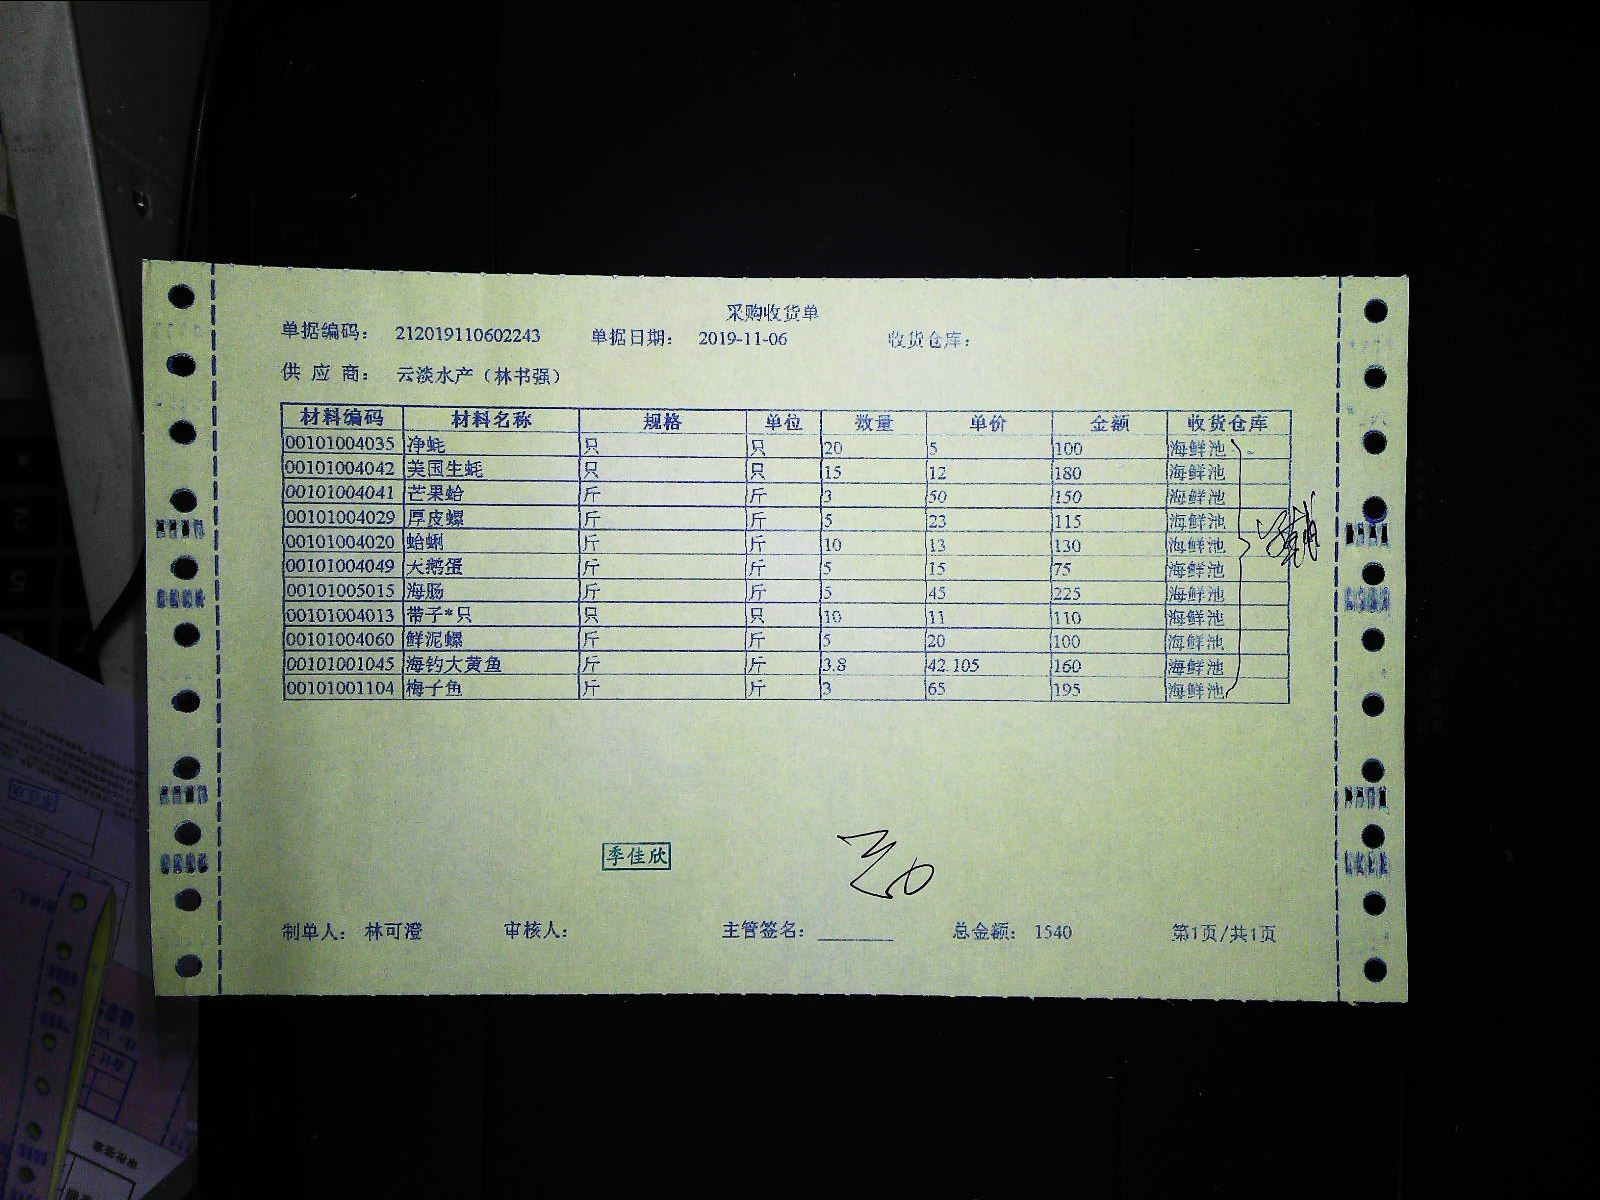 采购收货单
单据编码： 212019110602243 单据日期： 2019-11-06 收货仓库：
供 应 商： 云淡水产（林书强）
材料编码 材料名称 规格 单位 数量 单价 金额 收货仓库
00101004035 净蚝 只 只 20 5 100 海鲜池
00101004042 美国生蚝 只 只 15 12 180 海鲜池
00101004041 芒果蛤 斤 斤 3 50 150 海鲜池
00101004029 厚皮螺 斤 斤 5 23 115 海鲜池
00101004020 蛤蜊 斤 斤 10 13 130 海鲜池
00101004049 天鹅蛋 斤 斤 5 15 75 海鲜池
00101005015 海肠 斤 斤 5 45 225 海鲜池
00101004013 带子*只 只 只 10 11 110 海鲜池
00101004060 鲜泥螺 斤 斤 5 20 100 海鲜池
00101001045 海钓大黄鱼 斤 斤 3.8 42.105 160 海鲜池
00101001104 梅子鱼 斤 斤 3 65 195 海鲜池
季佳欣
制单人： 林可澄 审核人： 主管签名： 总金额： 1540 第1页/共1页